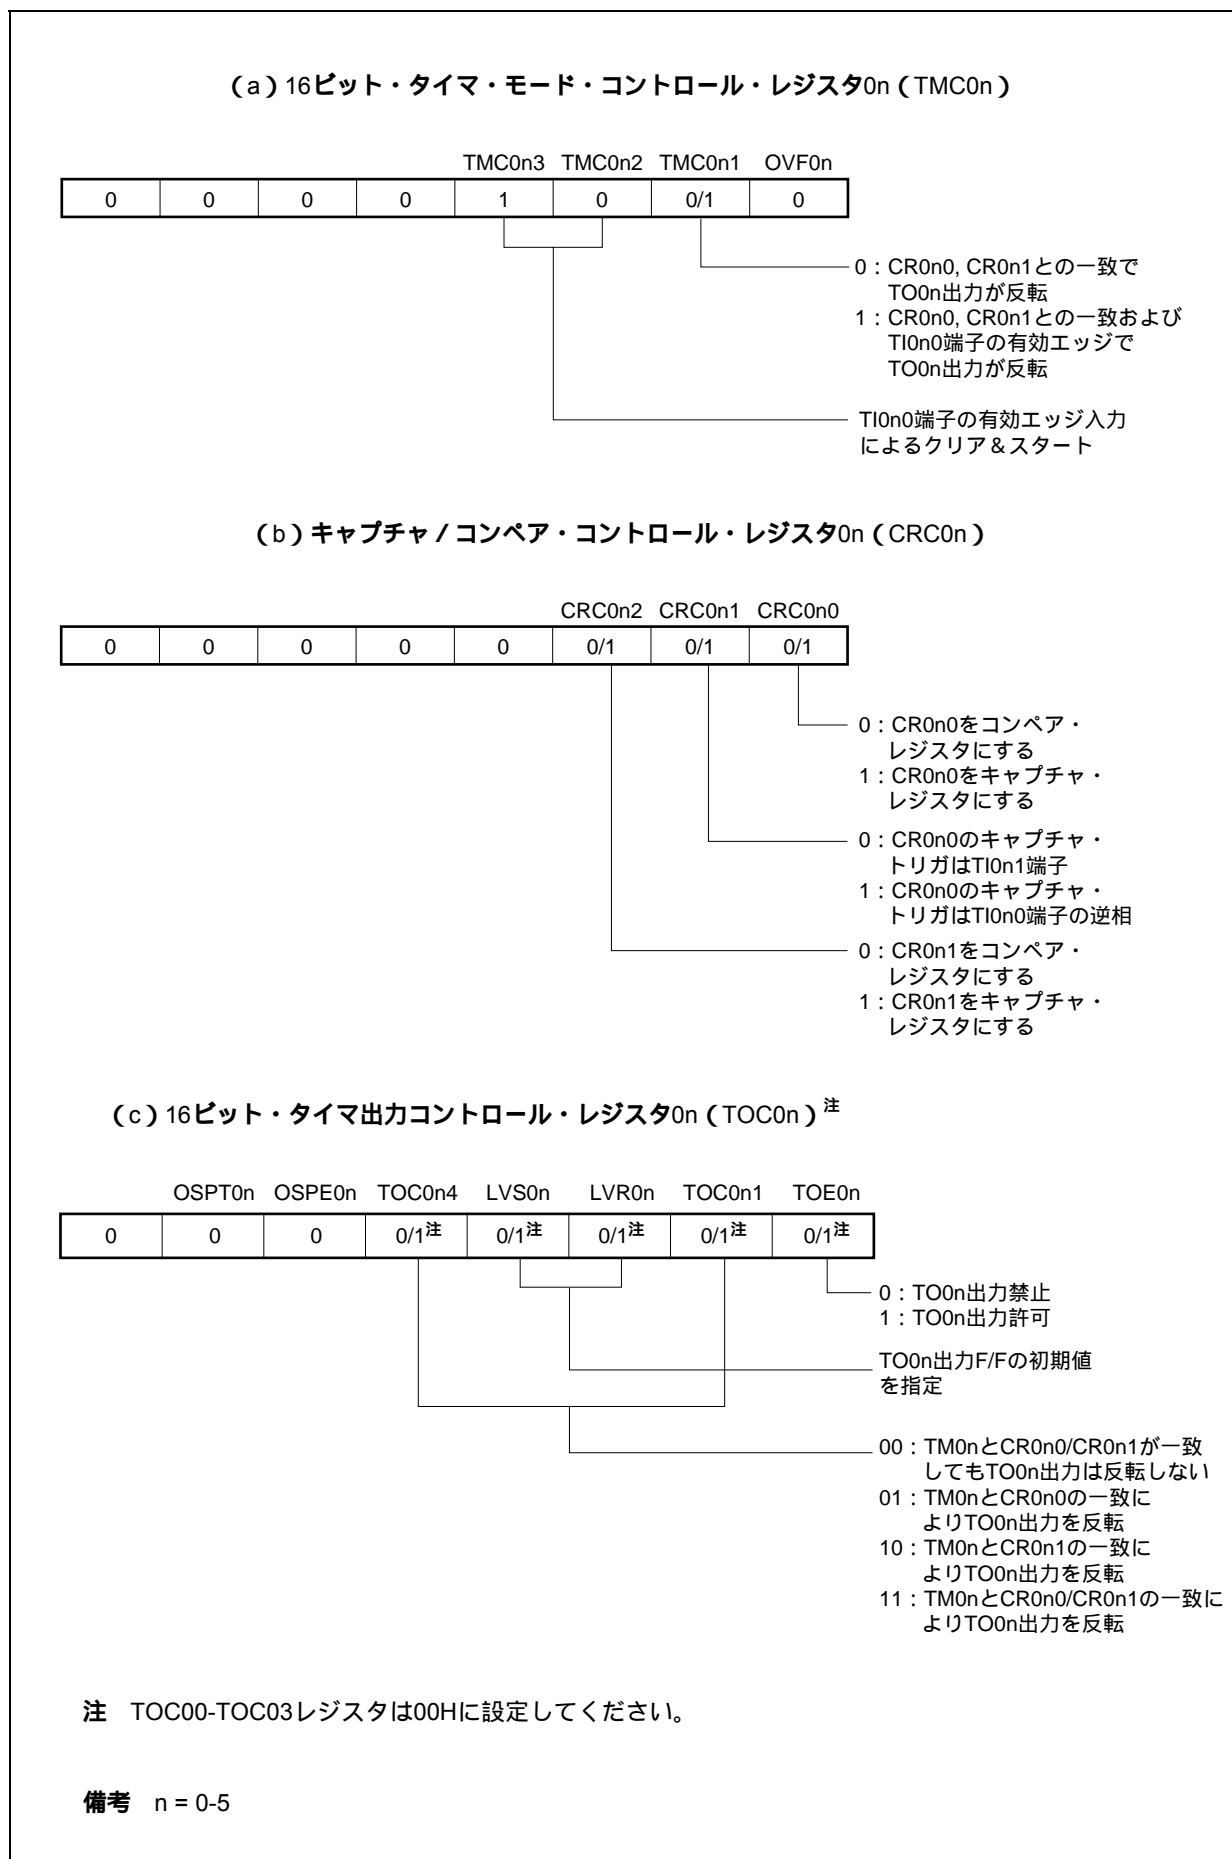 （a）16ビット・タイマ・モード・コントロール・レジスタ0n（TMC0n）
TMC0n3 TMC0n2 TMC0n1 OVF0n
0 0 0 0 1 0 0/1 0
0：CR0n0, CR0n1との一致で
TO0n出力が反転
1：CR0n0, CR0n1との一致および
TI0n0端子の有効エッジで
TO0n出力が反転
TI0n0端子の有効エッジ入力
によるクリア＆スタート
（b）キャプチャ／コンペア・コントロール・レジスタ0n（CRC0n）
CRC0n2 CRC0n1 CRC0n0
0 0 0 0 0 0/1 0/1 0/1
0：CR0n0をコンペア・
レジスタにする
1：CR0n0をキャプチャ・
レジスタにする
0：CR0n0のキャプチャ・
トリガはTI0n1端子
1：CR0n0のキャプチャ・
トリガはTI0n0端子の逆相
0：CR0n1をコンペア・
レジスタにする
1：CR0n1をキャプチャ・
レジスタにする
（c）16ビット・タイマ出力コントロール・レジスタ0n（TOC0n）注
OSPT0n OSPE0n TOC0n4 LVS0n LVR0n TOC0n1 TOE0n
0 0 0 0/1注 0/1注 0/1注 0/1注 0/1注
0：TO0n出力禁止
1：TO0n出力許可
TO0n出力F/Fの初期値
を指定
00：TM0nとCR0n0/CR0n1が一致
してもTO0n出力は反転しない
01：TM0nとCR0n0の一致に
よりTO0n出力を反転
10：TM0nとCR0n1の一致に
よりTO0n出力を反転
11：TM0nとCR0n0/CR0n1の一致に
よりTO0n出力を反転
注 TOC00-TOC03レジスタは00Hに設定してください。
備考 n = 0-5